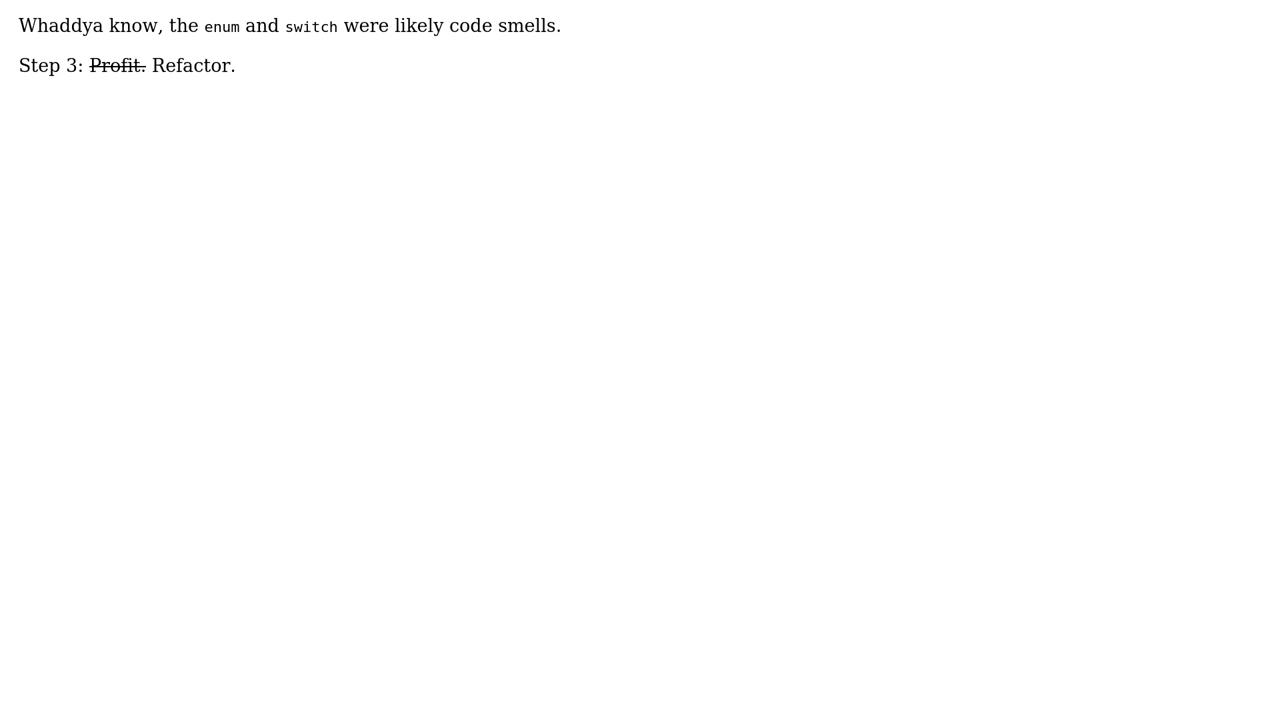 Whaddya know, the enum and switch were likely code smells.
Step 3: Profit. Refactor.